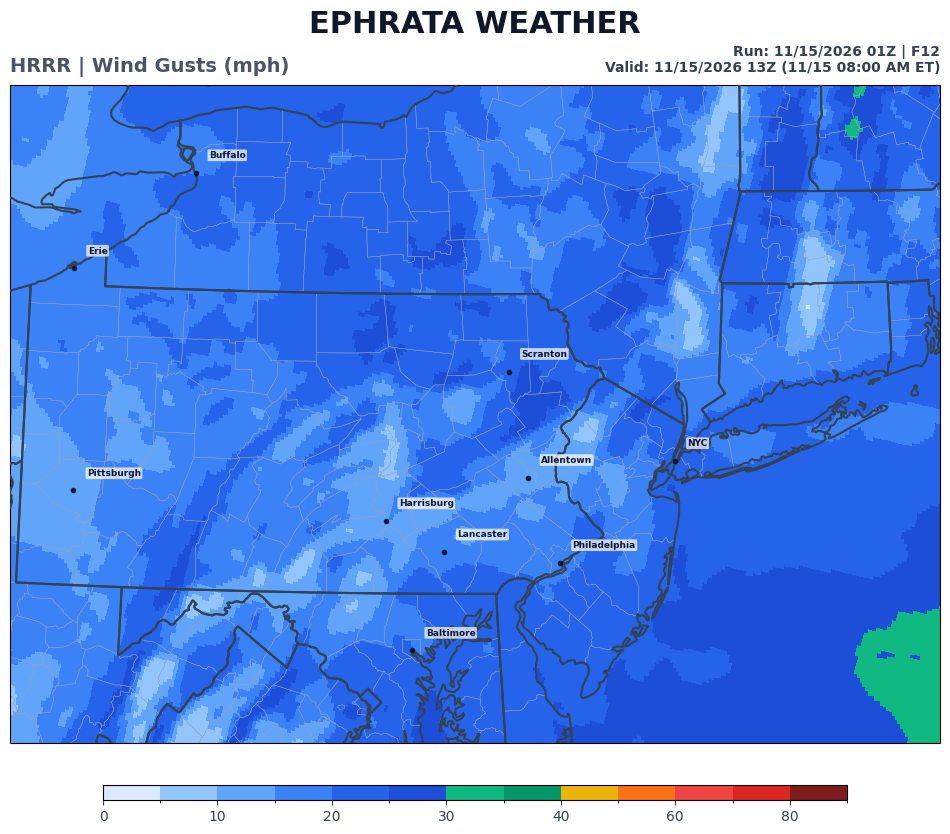 EPHRATA WEATHER
HRRR | Wind Gusts (mph)
Run: 11/15/2026 01Z | F12
Valid: 11/15/2026 13Z (11/15 08:00 AM ET)
Buffalo
Erie
Scranton
NYC
Allentown
Pittsburgh
Harrisburg
Lancaster
Philadelphia
Baltimore
0 10 20 30 40 50 60 70 80